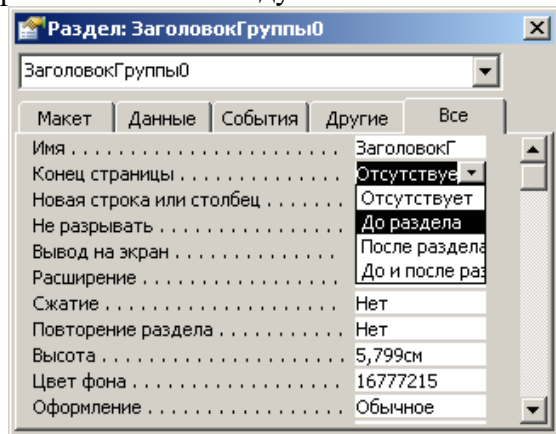 Раздел: ЗаголовокГруппы0
ЗаголовокГруппы0
Макет Данные События Другие Все
Имя . . . . . . . . . . . . . . . . . . . . . . . ЗаголовокГ
Конец страницы . . . . . . . . . . . . Отсутствуе
Новая строка или столбец . . . . . . . Отсутствует
Не разрывать . . . . . . . . . . . . . . До раздела
Вывод на экран . . . . . . . . . . . . . После раздела
Расширение . . . . . . . . . . . . . . . До и после раз
Сжатие . . . . . . . . . . . . . . . . . . . Нет
Повторение раздела . . . . . . . . . . Нет
Высота . . . . . . . . . . . . . . . . . . . 5,799см
Цвет фона . . . . . . . . . . . . . . . . 16777215
Оформление . . . . . . . . . . . . . . . Обычное